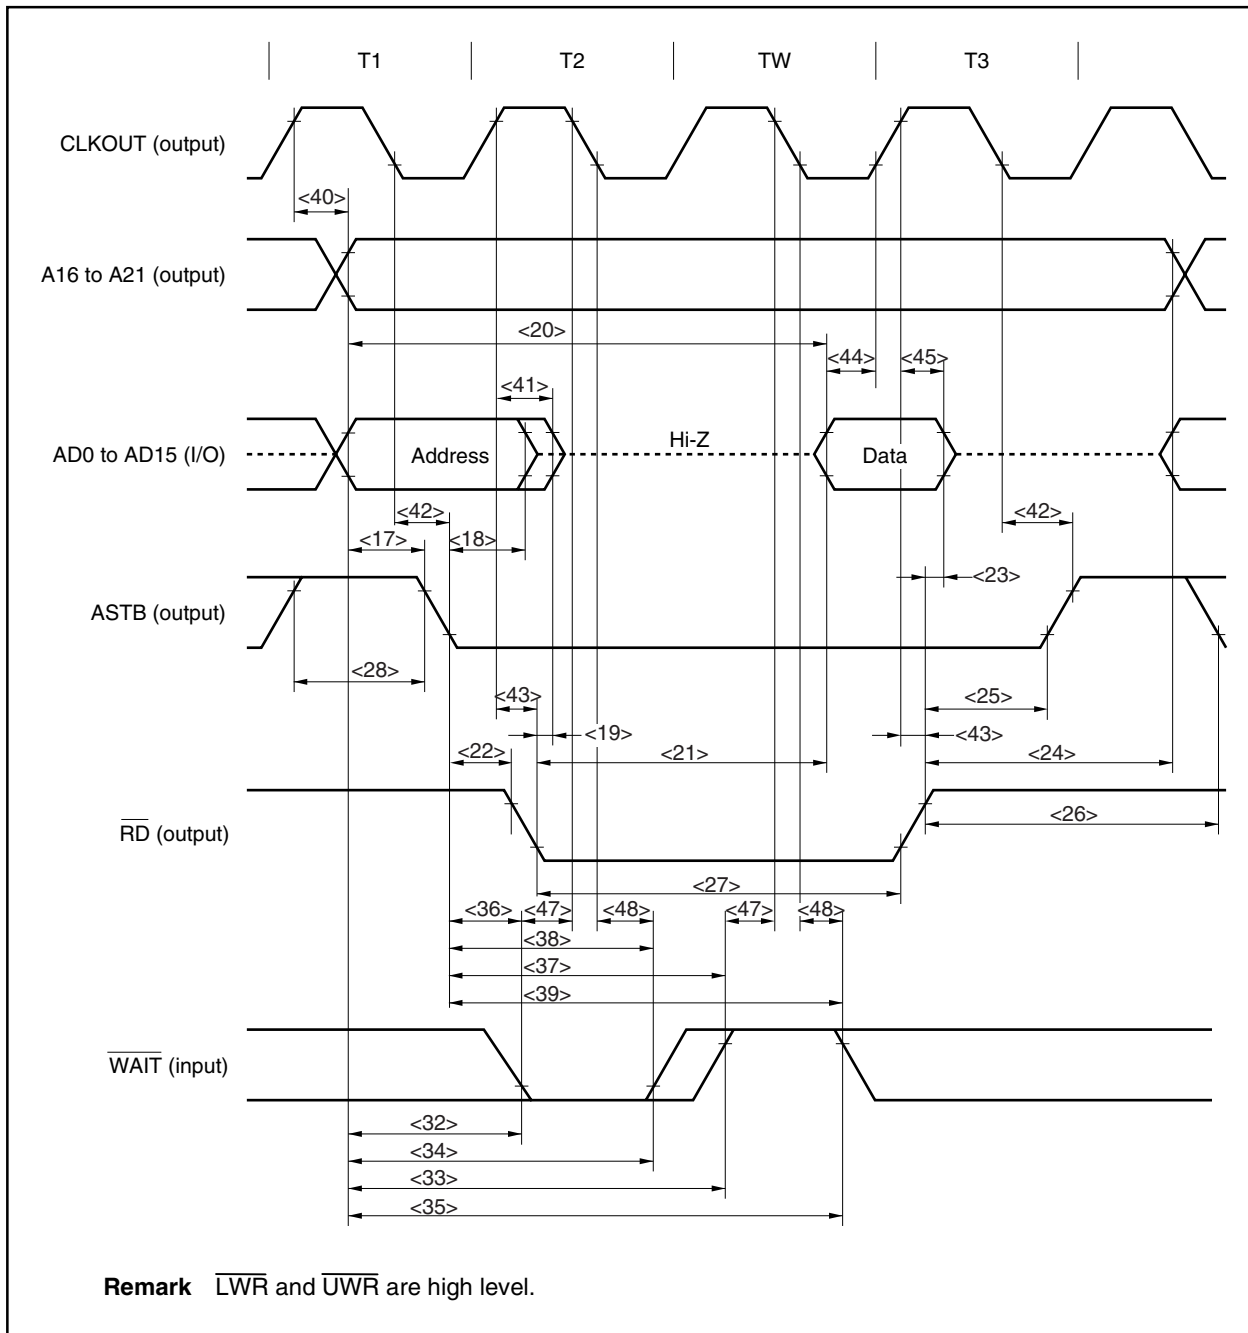 T1 T2 TW T3
CLKOUT (output)
<40>
A16 to A21 (output)
<20>
<44> <45>
<41>
AD0 to AD15 (I/O) Address Hi-Z Data
<42> <42>
<17> <18>
<23>
ASTB (output)
<28>
<43> <25>
<19> <43>
<22> <21> <24>
RD (output) <26>
<27>
<36> <47> <48> <47> <48>
<38>
<37>
<39>
WAIT (input)
<32>
<34>
<33>
<35>
Remark LWR and UWR are high level.